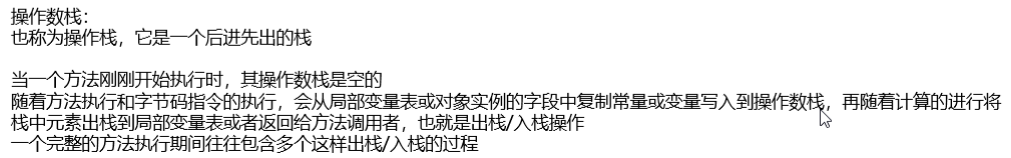 操作数栈：
也称为操作栈，它是一个后进先出的栈
当一个方法刚刚开始执行时，其操作数栈是空的
随着方法执行和字节码指令的执行，会从局部变量表或对象实例的字段中复制常量或变量写入到操作数栈，再随着计算的进行将
栈中元素出栈到局部变量表或者返回给方法调用者，也就是出栈/入栈操作
一个完整的方法执行期间往往包含多个这样出栈/入栈的过程